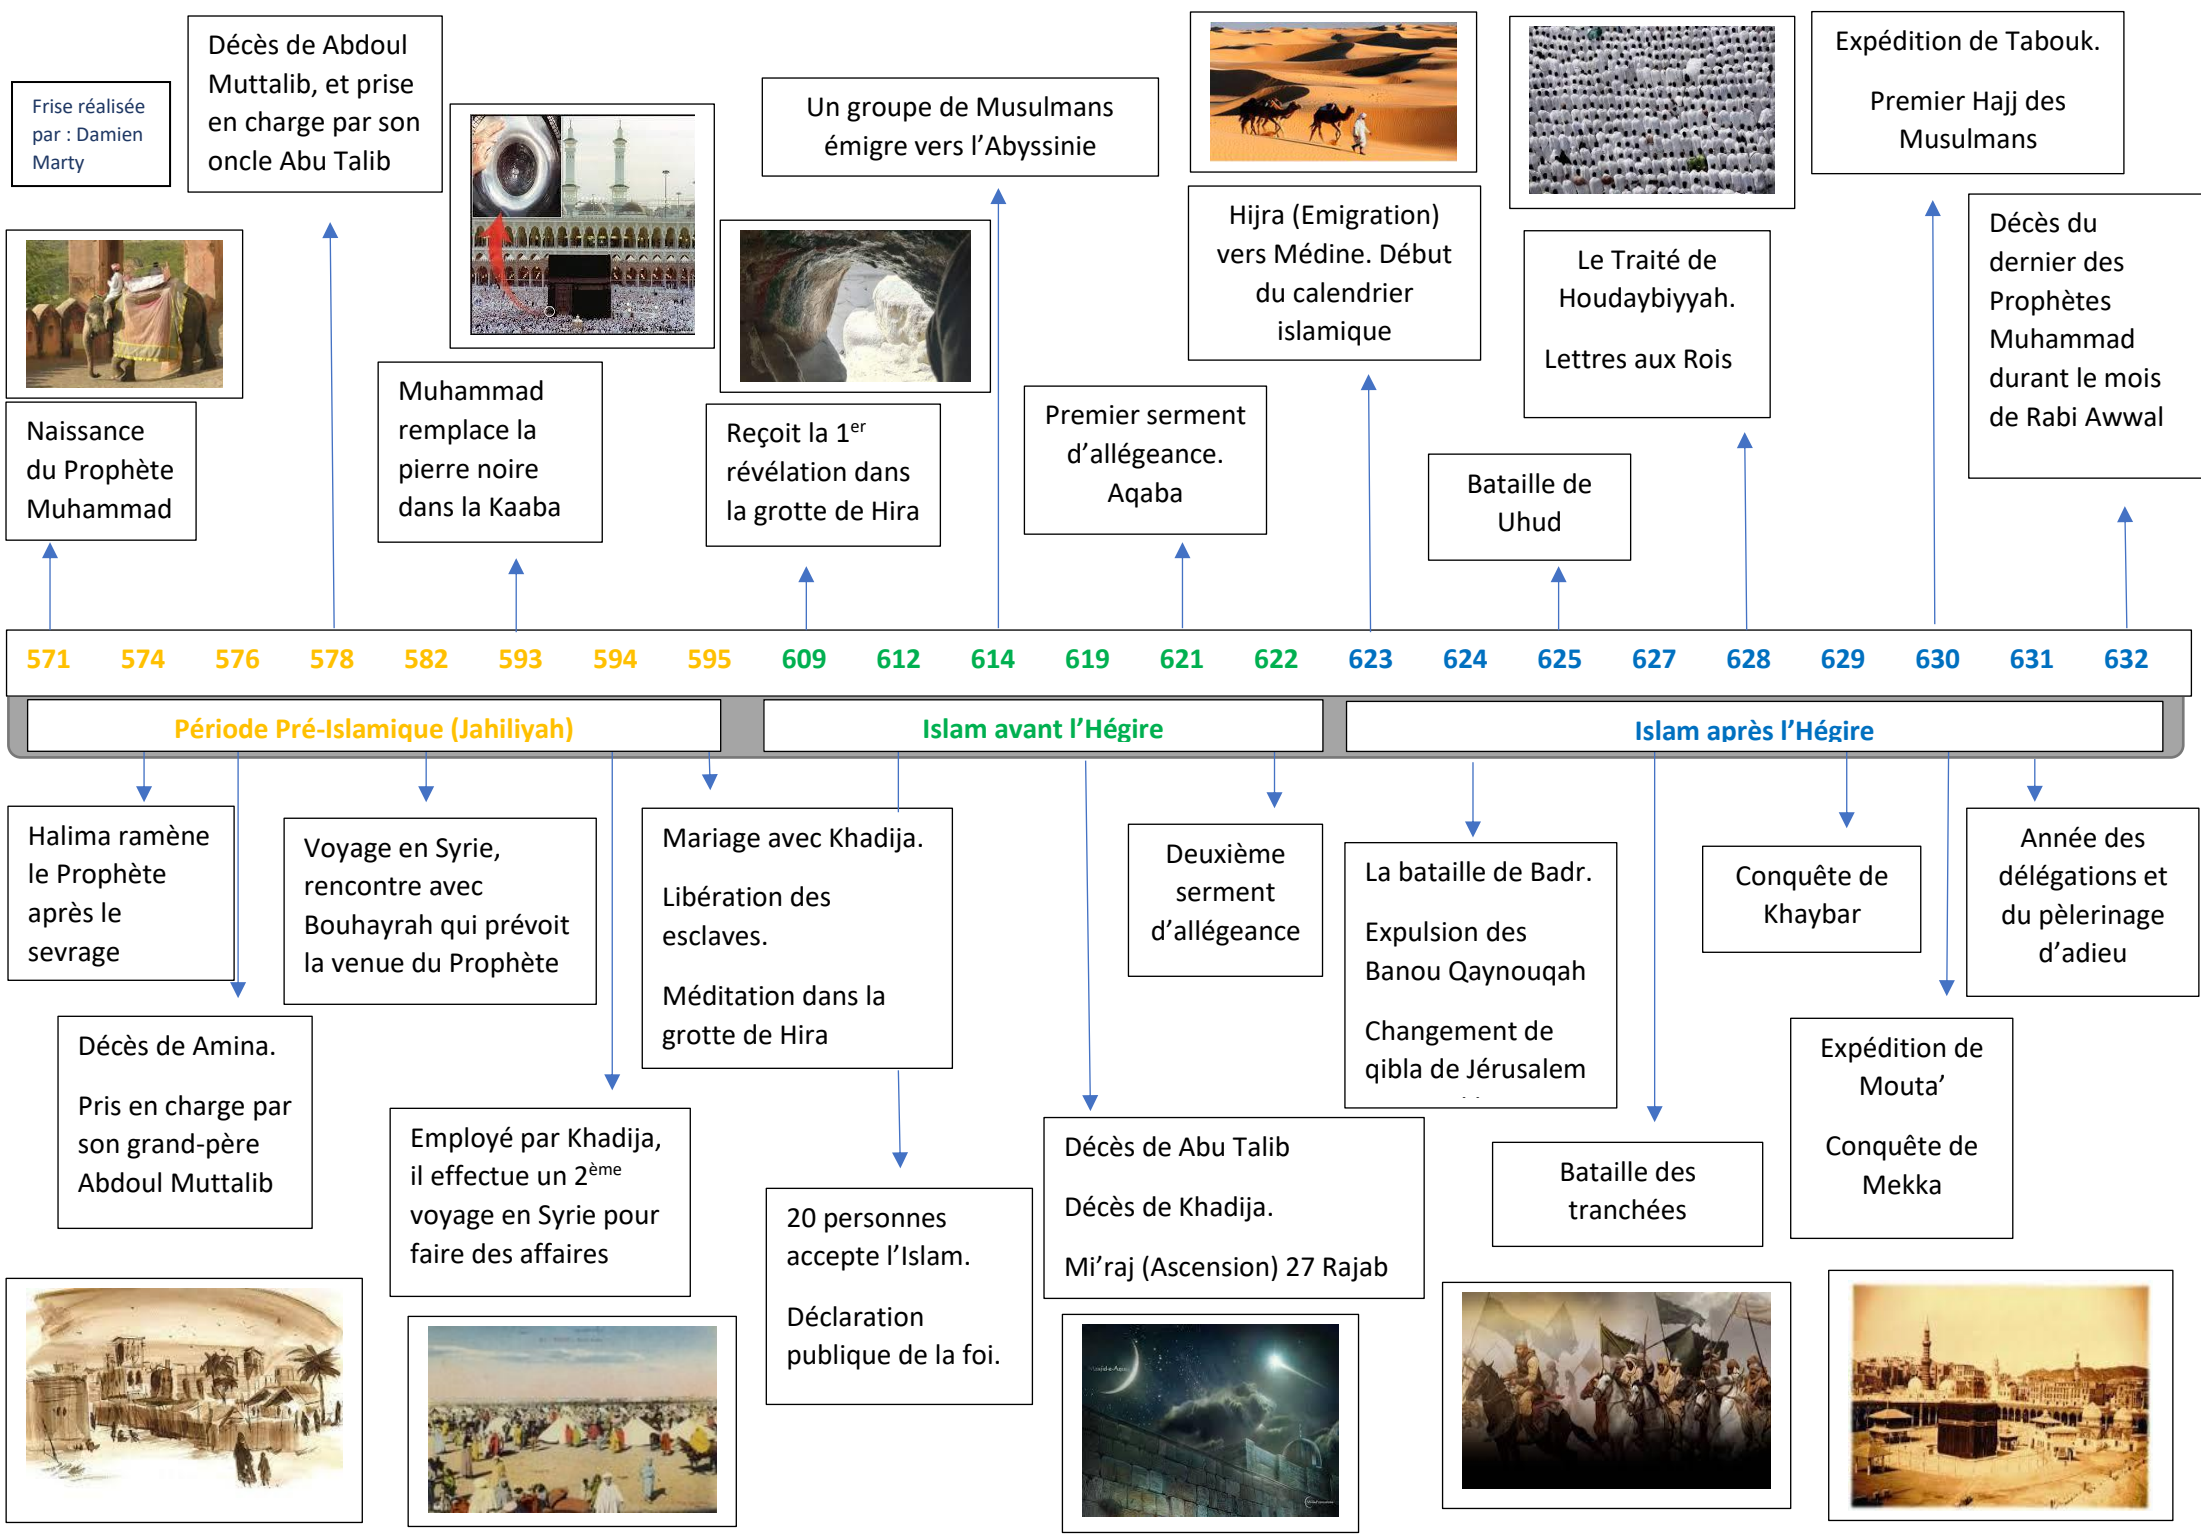 Frise réalisée
par : Damien
Marty
Décès de Abdoul
Muttalib, et prise
en charge par son
oncle Abu Talib
Un groupe de Musulmans
émigre vers l’Abyssinie
Expédition de Tabouk.
Premier Hajj des
Musulmans
Hijra (Emigration)
vers Médine. Début
du calendrier
islamique
Le Traité de
Houdaybiyyah.
Lettres aux Rois
Décès du
dernier des
Prophètes
Muhammad
durant le mois
de Rabi Awwal
Naissance
du Prophète
Muhammad
Muhammad
remplace la
pierre noire
dans la Kaaba
Reçoit la 1er
révélation dans
la grotte de Hira
Premier serment
d’allégeance.
Aqaba
Bataille de
Uhud
571 574 576 578 582 593 594 595 609 612 614 619 621 622 623 624 625 627 628 629 630 631 632
Période Pré-Islamique (Jahiliyah)
Islam avant l’Hégire
Islam après l’Hégire
Halima ramène
le Prophète
après le
sevrage
Voyage en Syrie,
rencontre avec
Bouhayrah qui prévoit
la venue du Prophète
Mariage avec Khadija.
Libération des
esclaves.
Méditation dans la
grotte de Hira
Deuxième
serment
d’allégeance
La bataille de Badr.
Expulsion des
Banou Qaynouqah
Changement de
qibla de Jérusalem
Conquête de
Khaybar
Année des
délégations et
du pèlerinage
d’adieu
Décès de Amina.
Pris en charge par
son grand-père
Abdoul Muttalib
Employé par Khadija,
il effectue un 2ème
voyage en Syrie pour
faire des affaires
20 personnes
accepte l’Islam.
Déclaration
publique de la foi.
Décès de Abu Talib
Décès de Khadija.
Mi’raj (Ascension) 27 Rajab
Bataille des
tranchées
Expédition de
Mouta’
Conquête de
Mekka